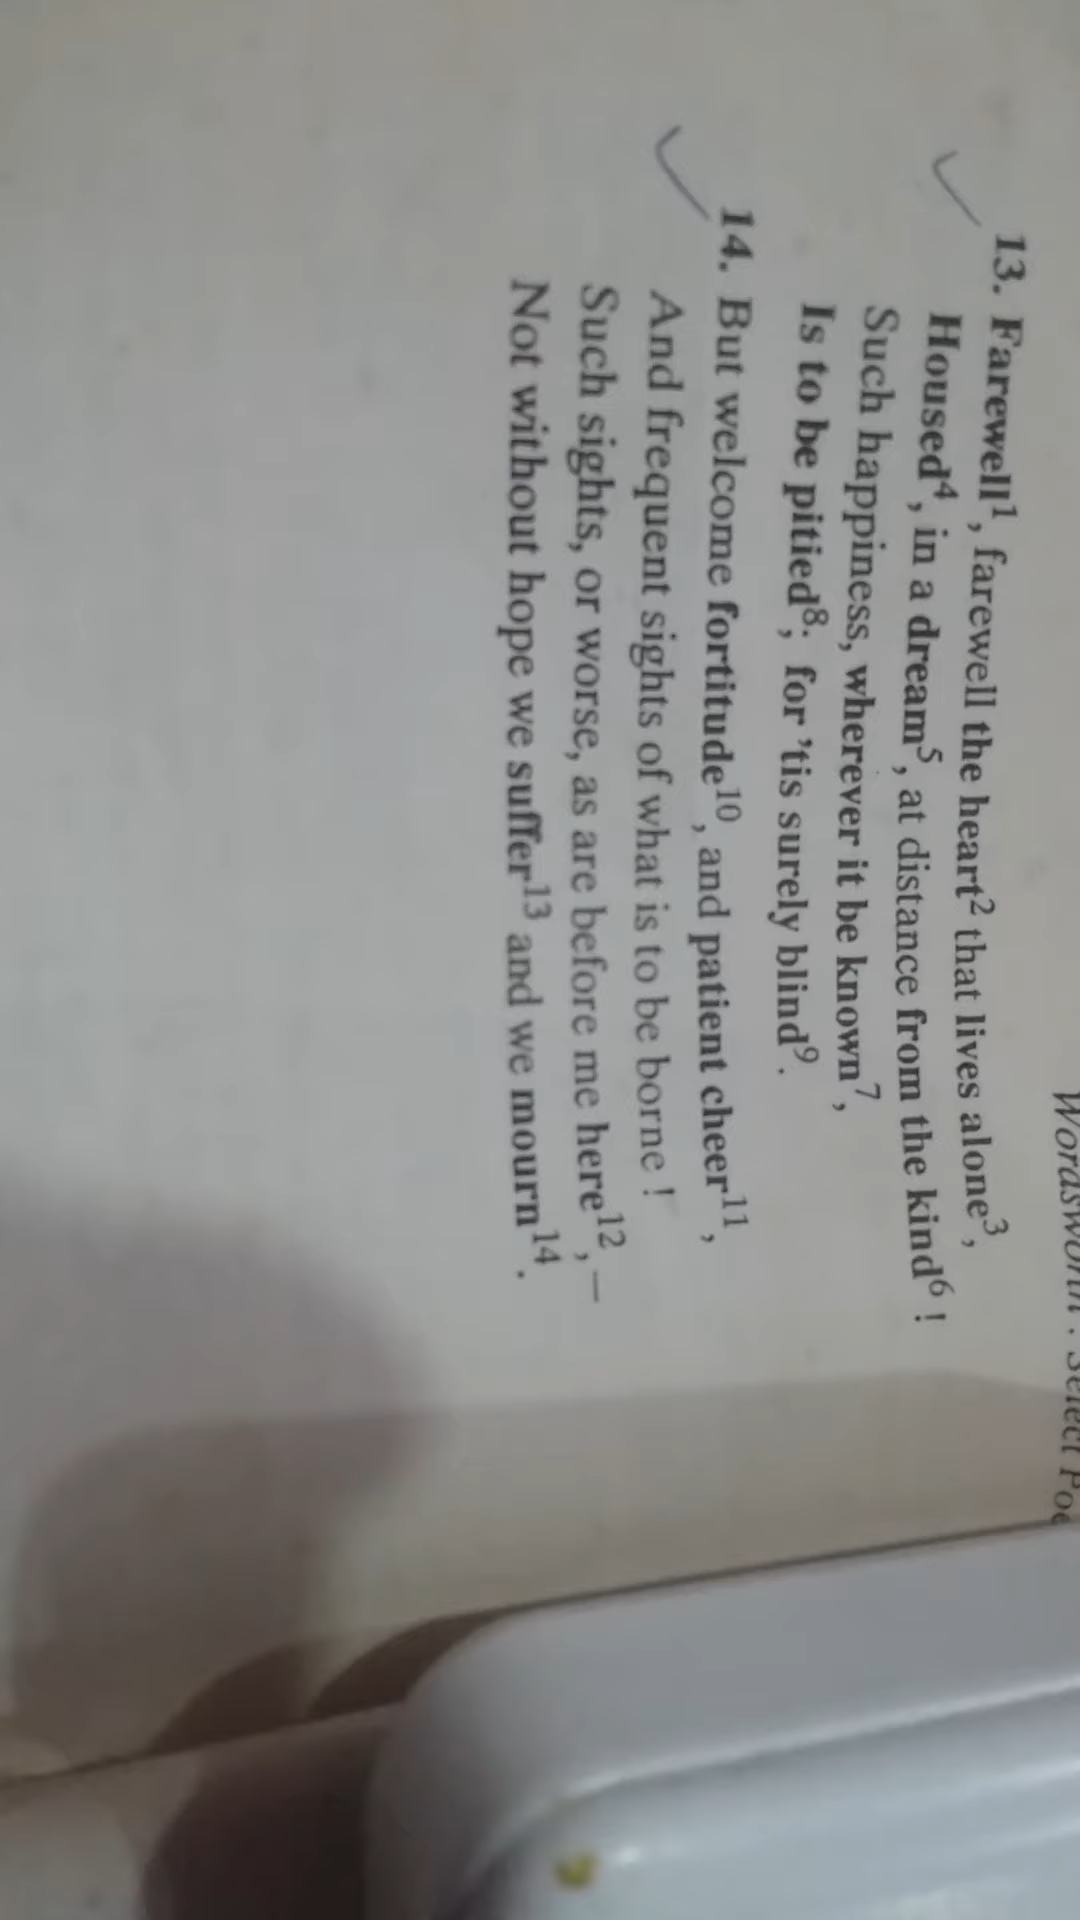 Wordsworth : Select Poe
13. Farewell¹, farewell the heart² that lives alone³,
Housed⁴, in a dream⁵, at distance from the kind⁶ !
Such happiness, wherever it be known⁷,
Is to be pitied⁸; for 'tis surely blind⁹.
14. But welcome fortitude¹⁰, and patient cheer¹¹,
And frequent sights of what is to be borne !
Such sights, or worse, as are before me here¹²,—
Not without hope we suffer¹³ and we mourn¹⁴.